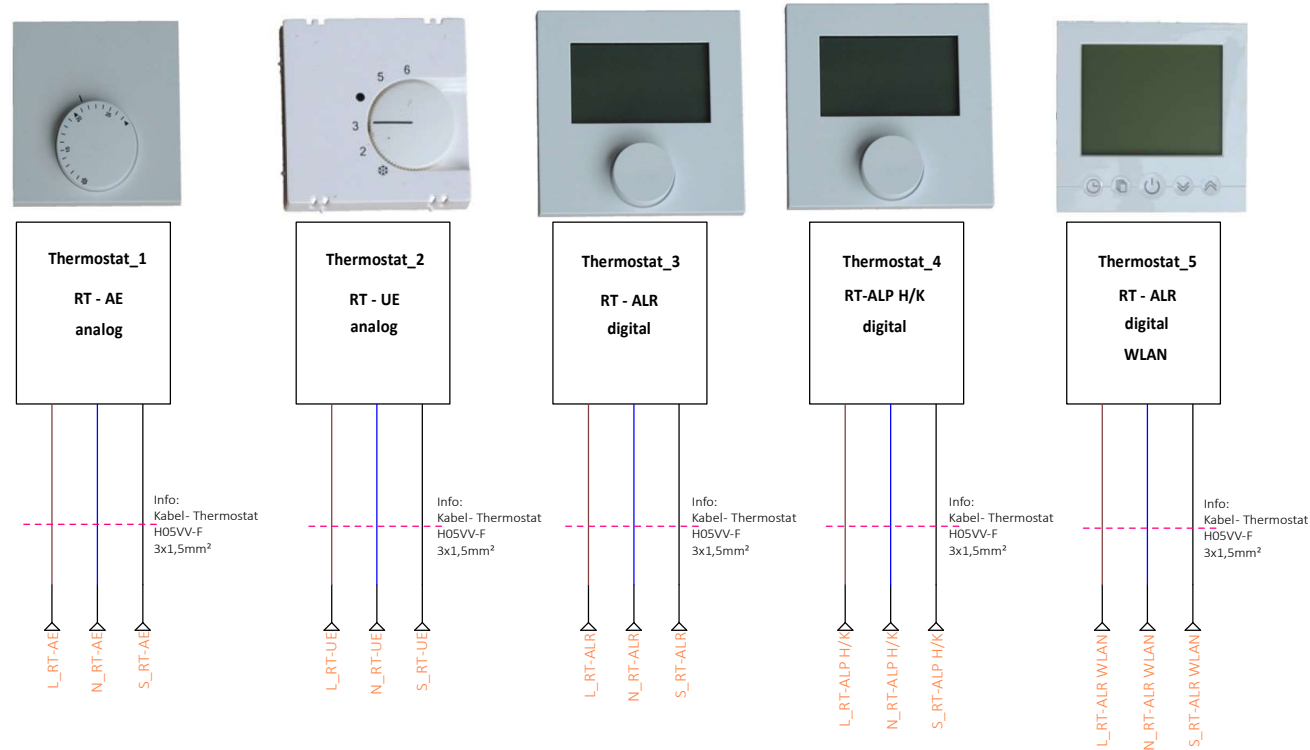 5 6
3
2
Thermostat_1
RT - AE
analog
Thermostat_2
RT - UE
analog
Thermostat_3
RT - ALR
digital
Thermostat_4
RT-ALP H/K
digital
Thermostat_5
RT - ALR
digital
WLAN
Info:
Kabel- Thermostat
H05VV-F
3x1,5mm²
Info:
Kabel- Thermostat
H05VV-F
3x1,5mm²
Info:
Kabel- Thermostat
H05VV-F
3x1,5mm²
Info:
Kabel- Thermostat
H05VV-F
3x1,5mm²
Info:
Kabel- Thermostat
H05VV-F
3x1,5mm²
L_RT-AE
N_RT-AE
S_RT-AE
L_RT-UE
N_RT-UE
S_RT-UE
L_RT-ALR
N_RT-ALR
S_RT-ALR
L_RT-ALP H/K
N_RT-ALP H/K
S_RT-ALP H/K
L_RT-ALR WLAN
N_RT-ALR WLAN
S_RT-ALR WLAN